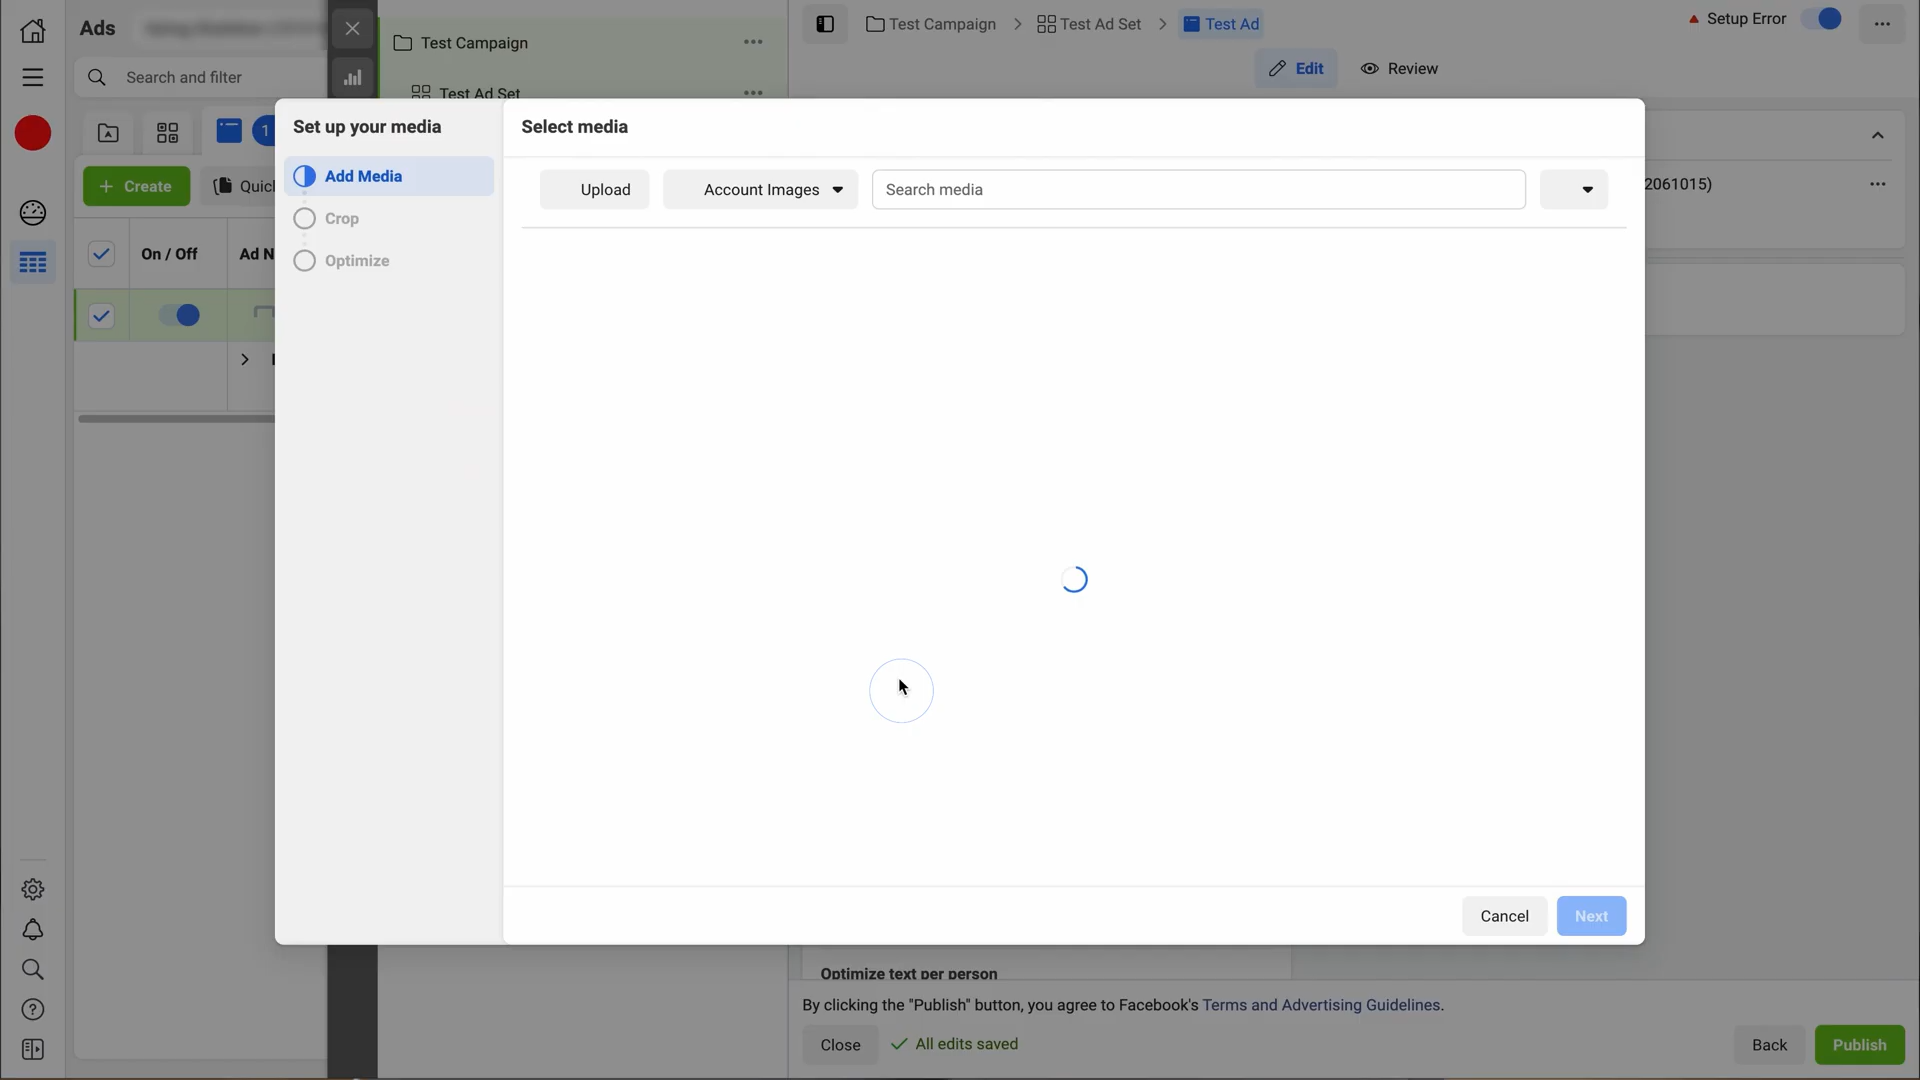 Ads
Search and filter
1
Create
Quic
On / Off
Ad N
Test Campaign
Test Ad Set
Test Campaign
Test Ad Set
Test Ad
Setup Error
Edit
Review
2061015)
Set up your media
Add Media
Crop
Optimize
Select media
Upload
Account Images
Search media
Cancel
Next
Optimize text per person
By clicking the "Publish" button, you agree to Facebook's Terms and Advertising Guidelines.
Close
All edits saved
Back
Publish